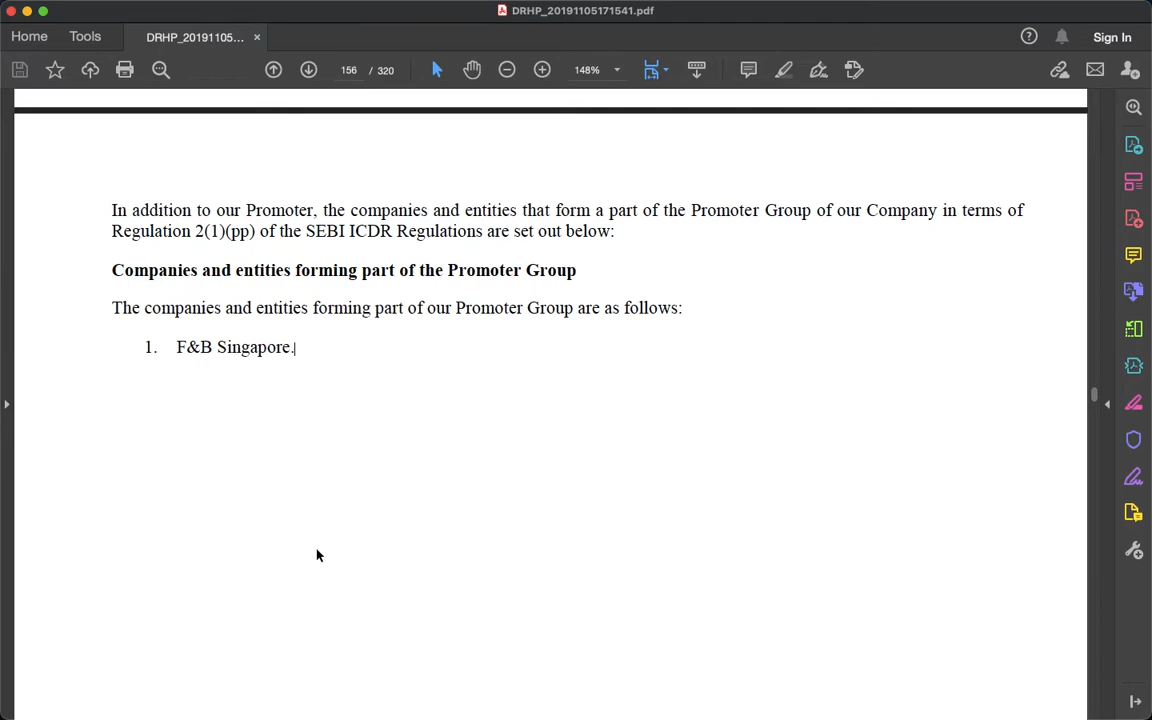 DRHP_20191105171541.pdf
Home Tools DRHP_20191105... × Sign In
156 / 320 148%
In addition to our Promoter, the companies and entities that form a part of the Promoter Group of our Company in terms of
Regulation 2(1)(pp) of the SEBI ICDR Regulations are set out below:
Companies and entities forming part of the Promoter Group
The companies and entities forming part of our Promoter Group are as follows:
1. F&B Singapore.